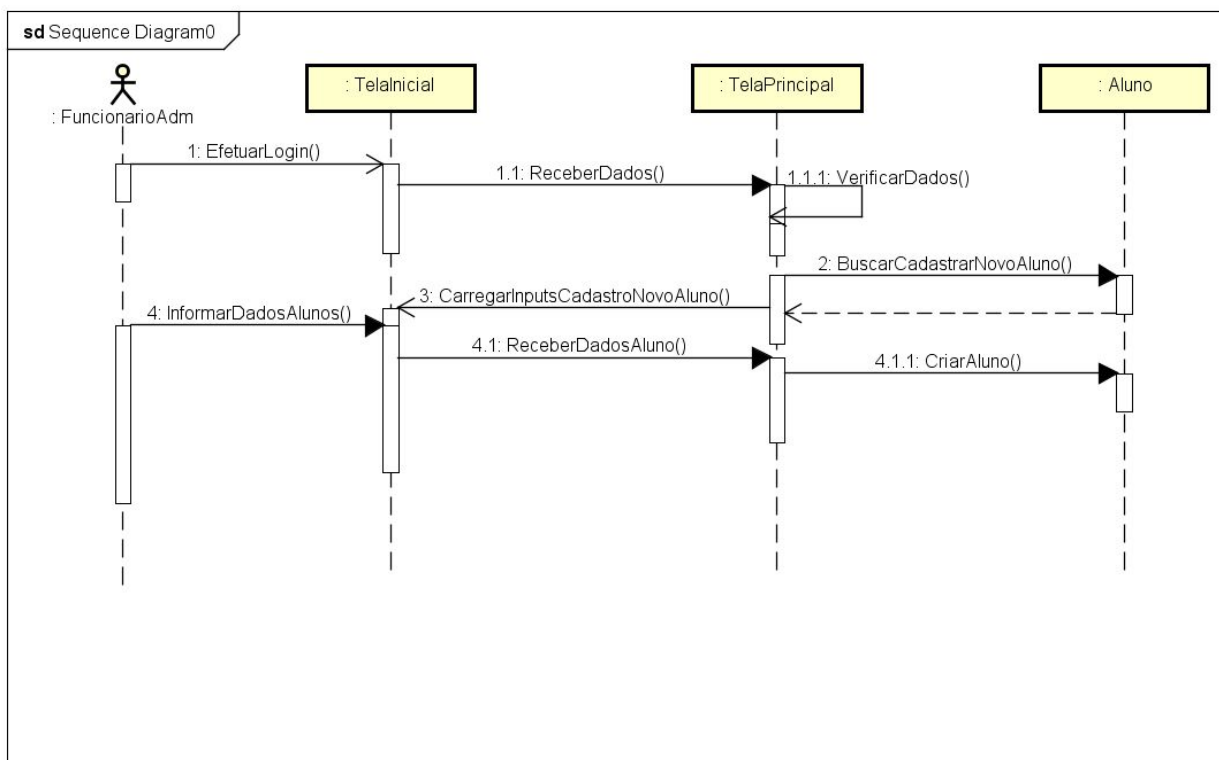 sd Sequence Diagram0
: FuncionarioAdm
: TelaInicial
: TelaPrincipal
: Aluno
1: EfetuarLogin()
1.1: ReceberDados()
1.1.1: VerificarDados()
2: BuscarCadastrarNovoAluno()
3: CarregarInputsCadastroNovoAluno()
4: InformarDadosAlunos()
4.1: ReceberDadosAluno()
4.1.1: CriarAluno()